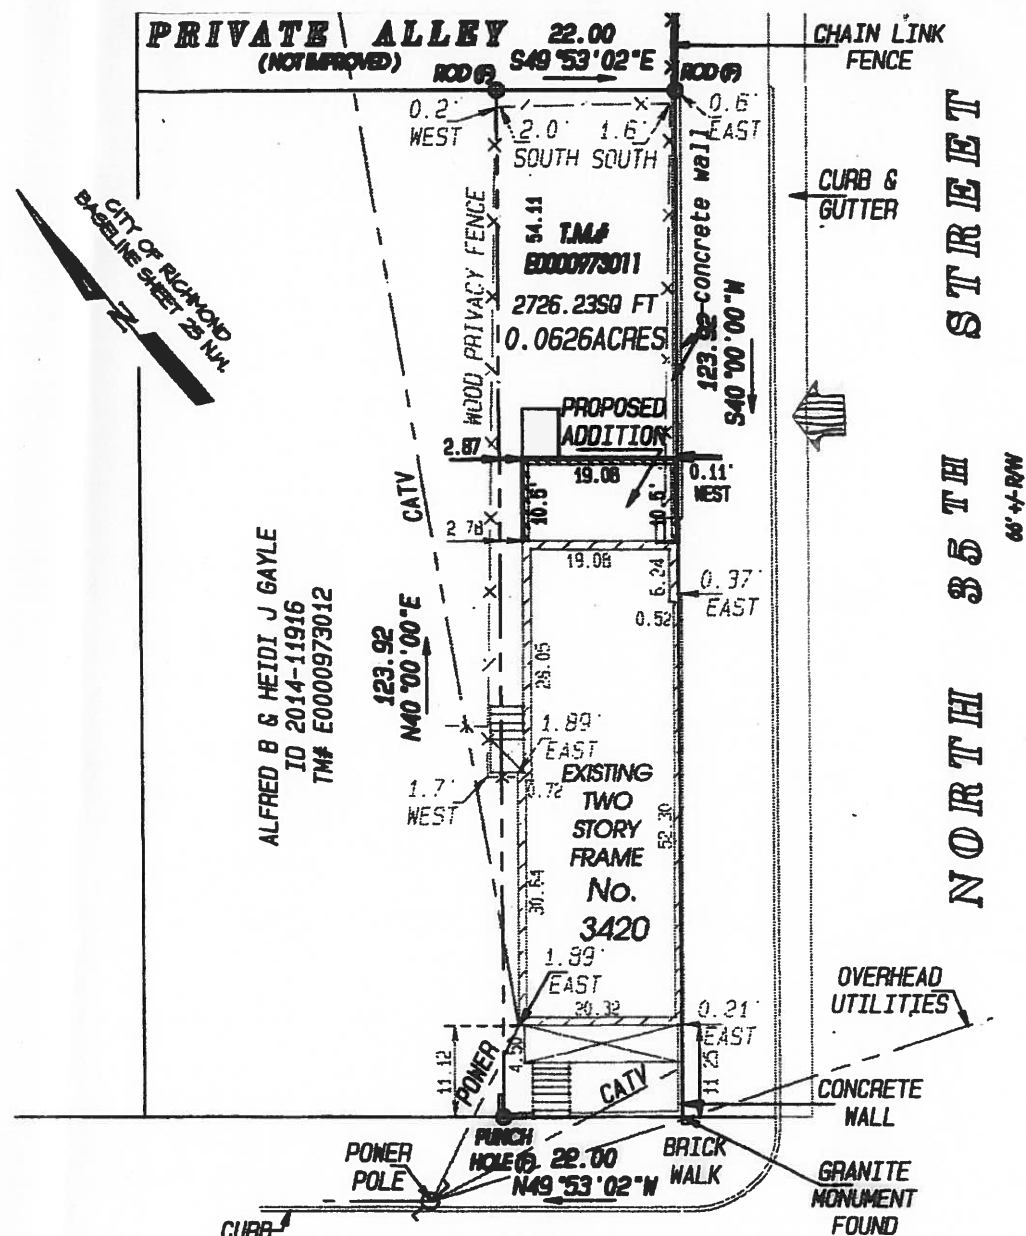 PRIVATE ALLEY
(NOT IMPROVED)
22.00
S49°53'02"E
ROD(F)
ROD(F)
CHAIN LINK
FENCE
0.2'
WEST
2.0'
SOUTH
1.6'
SOUTH
0.6'
EAST
CURB &
GUTTER
NORTH 35TH STREET
66' +/- R/W
CITY OF RICHMOND
BASELINE SHEET 25 N.W.
N
WOOD PRIVACY FENCE
54.11
T.M.#
E0000973011
2726.23SQ FT
0.0626ACRES
concrete wall
123.92
S40°00'00"W
PROPOSED
ADDITION
2.87
19.08
0.11'
WEST
10.5'
10.5'
CATV
2.78
19.08
6.24
0.37'
EAST
0.52
ALFRED B & HEIDI J GAYLE
ID 2014-11916
TM# E0000973012
123.92
N40°00'00"E
26.05
1.89'
EAST
1.7'
WEST
0.72
EXISTING
TWO
STORY
FRAME
No.
3420
52.30
30.64
1.89'
EAST
20.32
0.21'
EAST
OVERHEAD
UTILITIES
11.12
POWER
4.50
CATV
11.25
CONCRETE
WALL
PUNCH
HOLE(F)
22.00
N49°53'02"W
BRICK
WALK
POWER
POLE
GRANITE
MONUMENT
FOUND
CURB